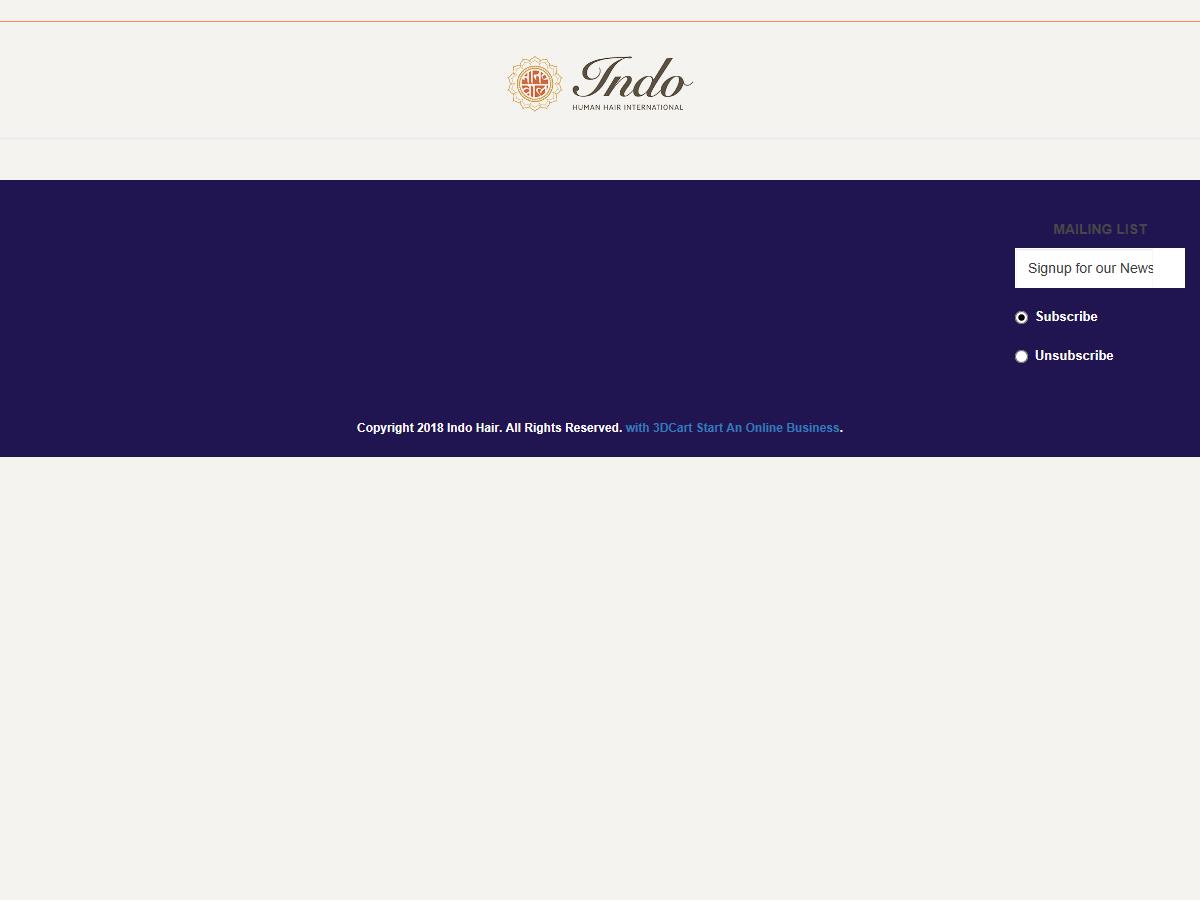 Indo
HUMAN HAIR INTERNATIONAL
MAILING LIST
Signup for our News
Subscribe
Unsubscribe
Copyright 2018 Indo Hair. All Rights Reserved. with 3DCart Start An Online Business.